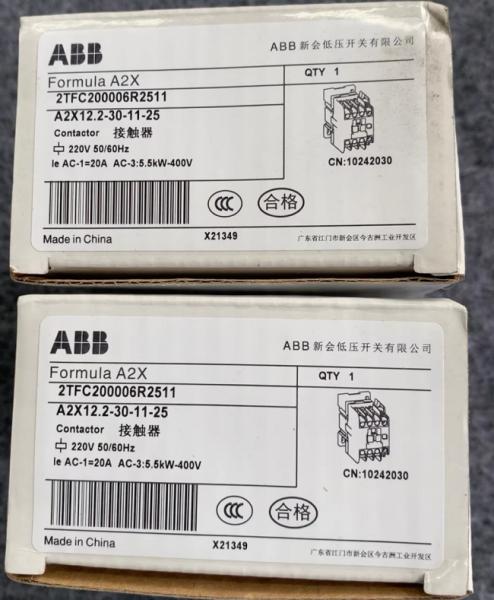 ABB
ABB 新会低压开关有限公司
Formula A2X
QTY 1
2TFC200006R2511
A2X12.2-30-11-25
Contactor 接触器
220V 50/60Hz
Ie AC-1=20A AC-3:5.5kW-400V
CN:10242030
CCC
合格
Made in China
X21349
广东省江门市新会区今古洲工业开发区
ABB
ABB 新会低压开关有限公司
Formula A2X
QTY 1
2TFC200006R2511
A2X12.2-30-11-25
Contactor 接触器
220V 50/60Hz
Ie AC-1=20A AC-3:5.5kW-400V
CN:10242030
CCC
合格
Made in China
X21349
广东省江门市新会区今古洲工业开发区